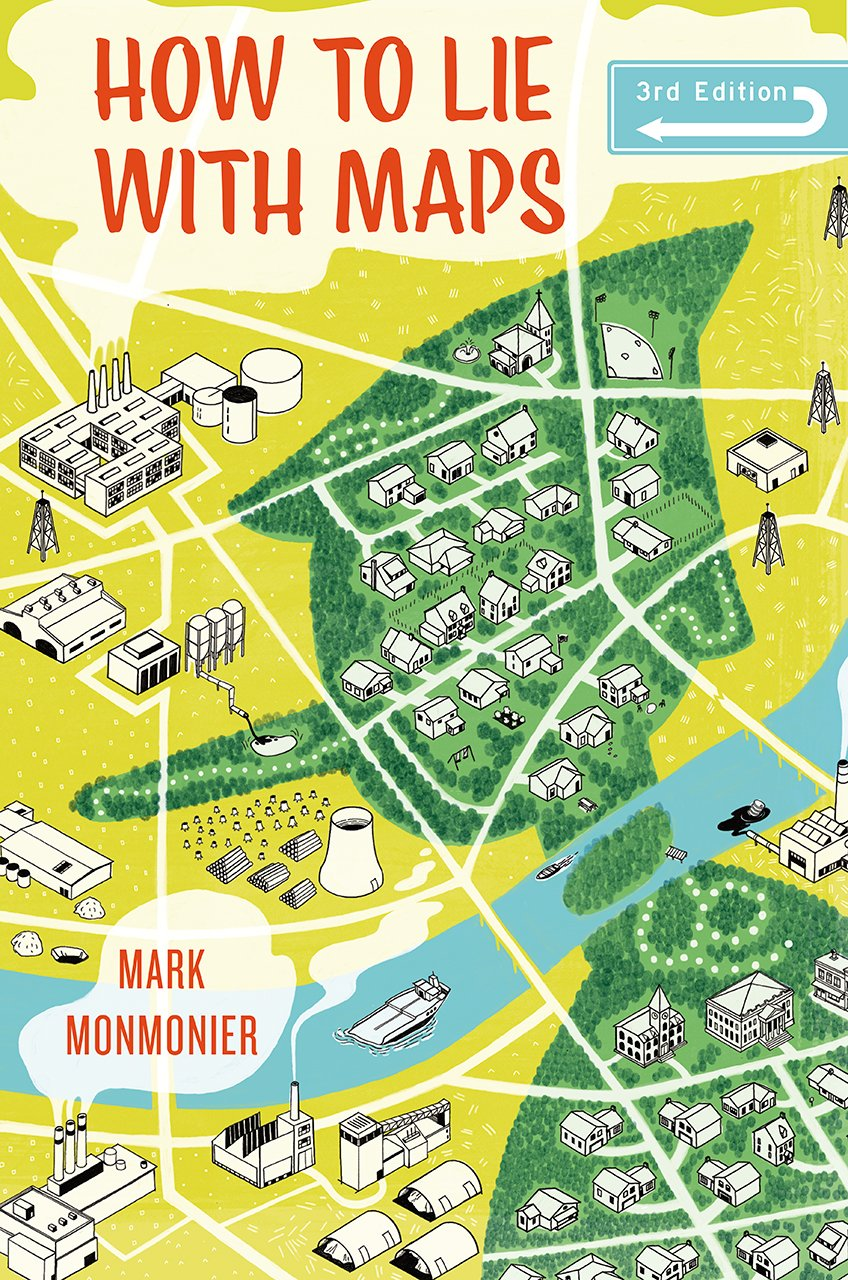 HOW TO LIE
WITH MAPS
3rd Edition
MARK
MONMONIER